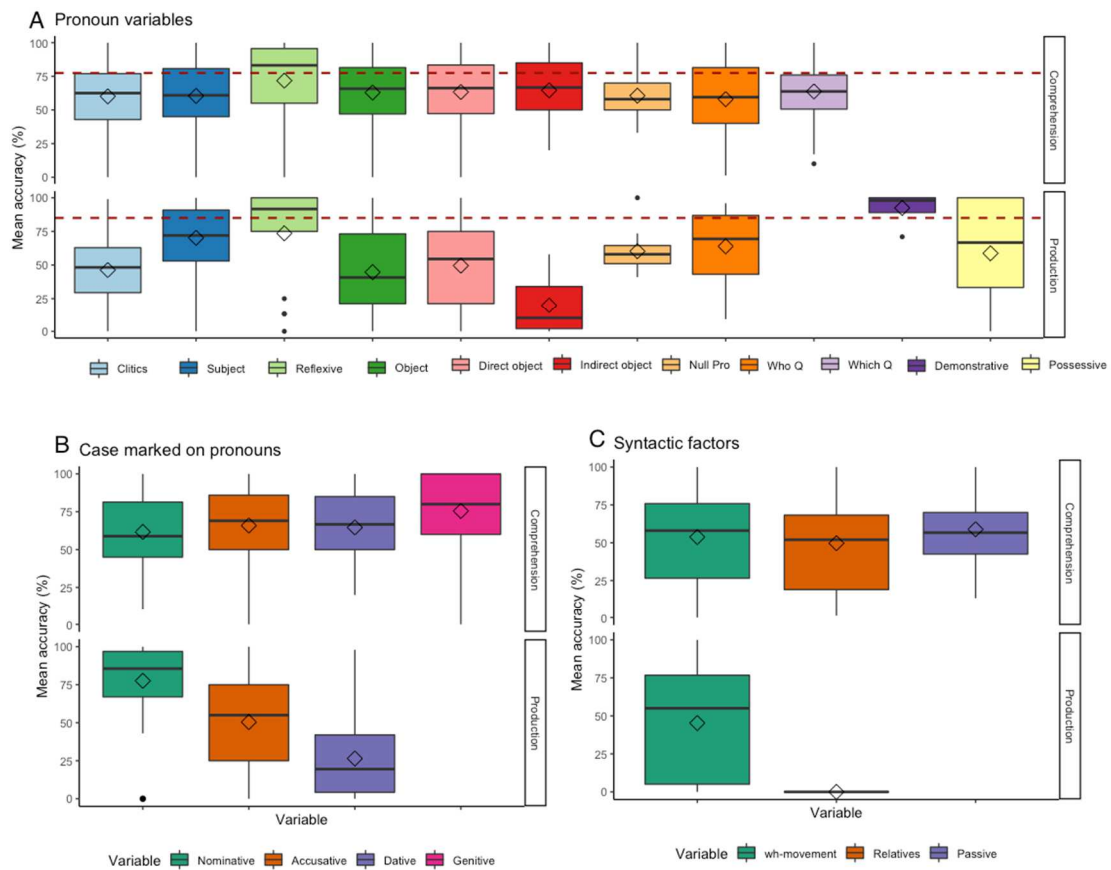 A Pronoun variables
Mean accuracy (%)
100
75
50
25
0
Comprehension
100
75
50
25
0
Production
Clitics Subject Reflexive Object Direct object Indirect object Null Pro Who Q Which Q Demonstrative Possessive
B Case marked on pronouns
Mean accuracy (%)
100
75
50
25
0
Comprehension
100
75
50
25
0
Production
Variable
Variable Nominative Accusative Dative Genitive
C Syntactic factors
Mean accuracy (%)
100
75
50
25
0
Comprehension
100
75
50
25
0
Production
Variable
Variable wh-movement Relatives Passive